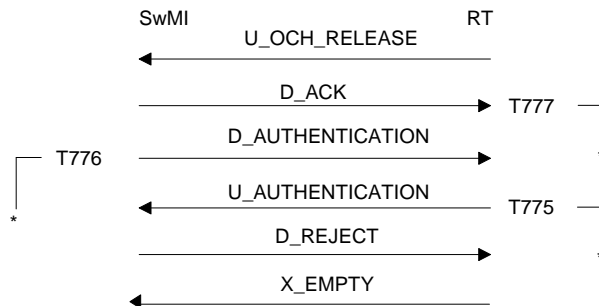 SwMI RT
U_OCH_RELEASE
D_ACK
T777
D_AUTHENTICATION
T776
U_AUTHENTICATION
T775
*
D_REJECT
*
X_EMPTY